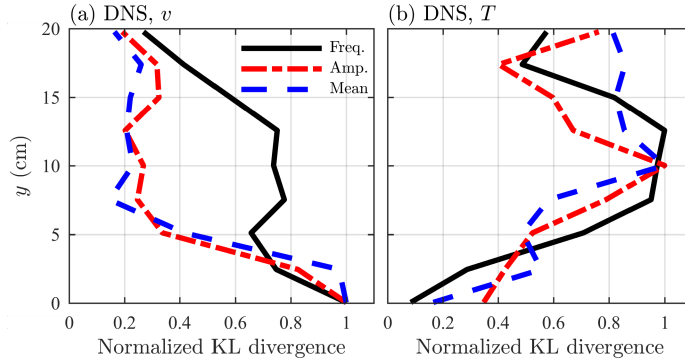 (a) DNS, v
(b) DNS, T
20
15
10
5
0
y (cm)
Freq.
Amp.
Mean
0 0.2 0.4 0.6 0.8 1
0 0.2 0.4 0.6 0.8 1
Normalized KL divergence
Normalized KL divergence